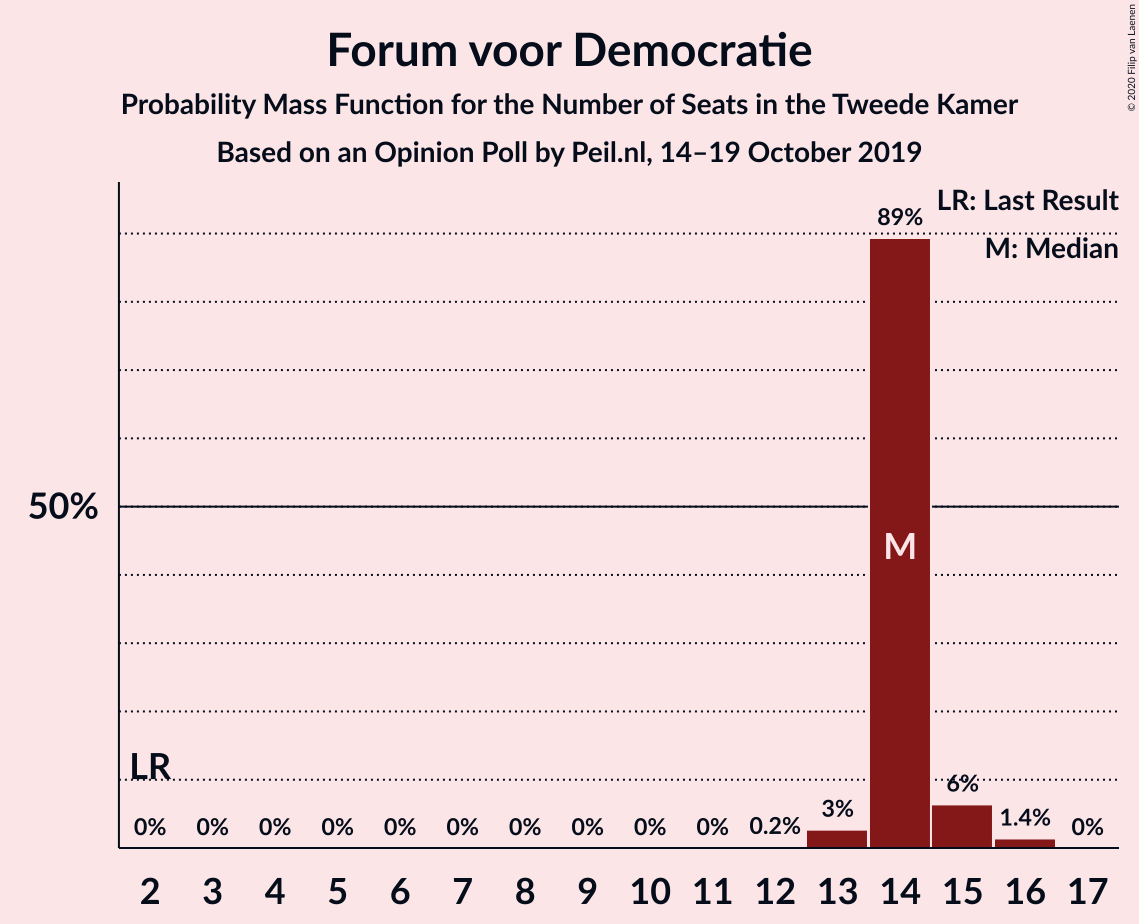 Forum voor Democratie
Probability Mass Function for the Number of Seats in the Tweede Kamer
Based on an Opinion Poll by Peil.nl, 14–19 October 2019
© 2020 Filip van Laenen
LR: Last Result
M: Median
89%
50%
M
LR
0% 0% 0% 0% 0% 0% 0% 0% 0% 0% 0.2% 3% 6% 1.4% 0%
2 3 4 5 6 7 8 9 10 11 12 13 14 15 16 17